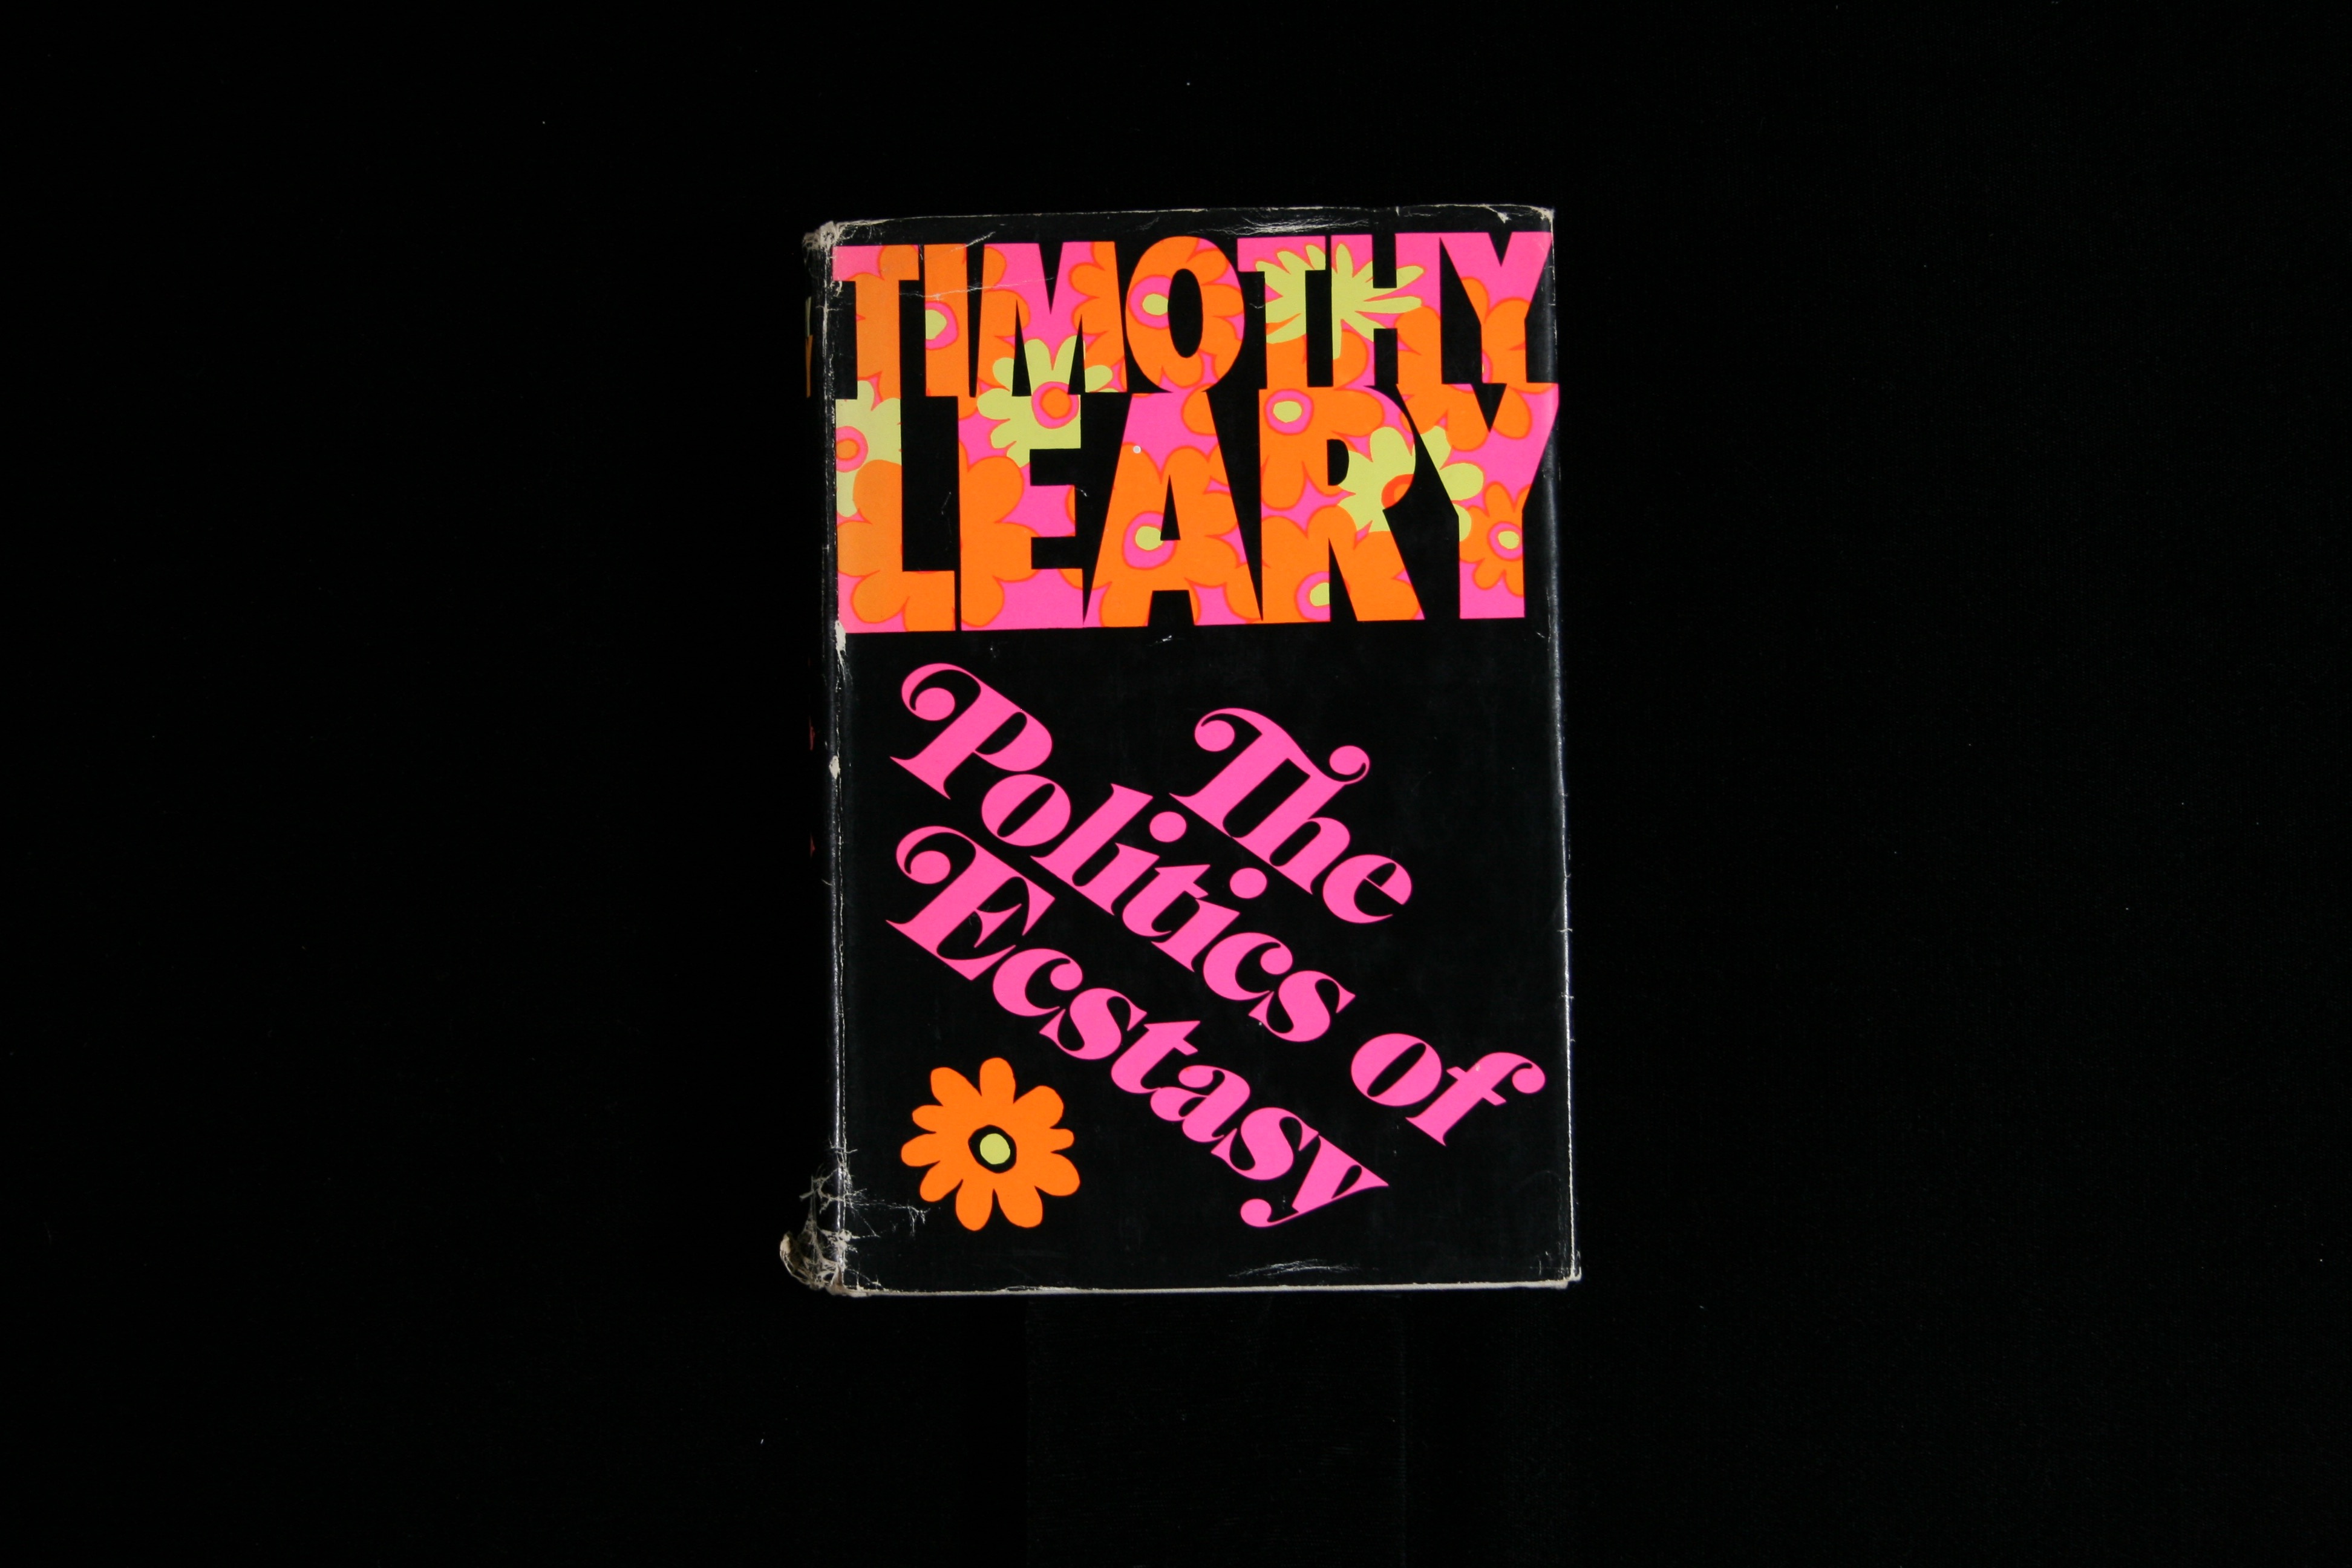 TIMOTHY
LEARY
The
Politics of
Ecstasy